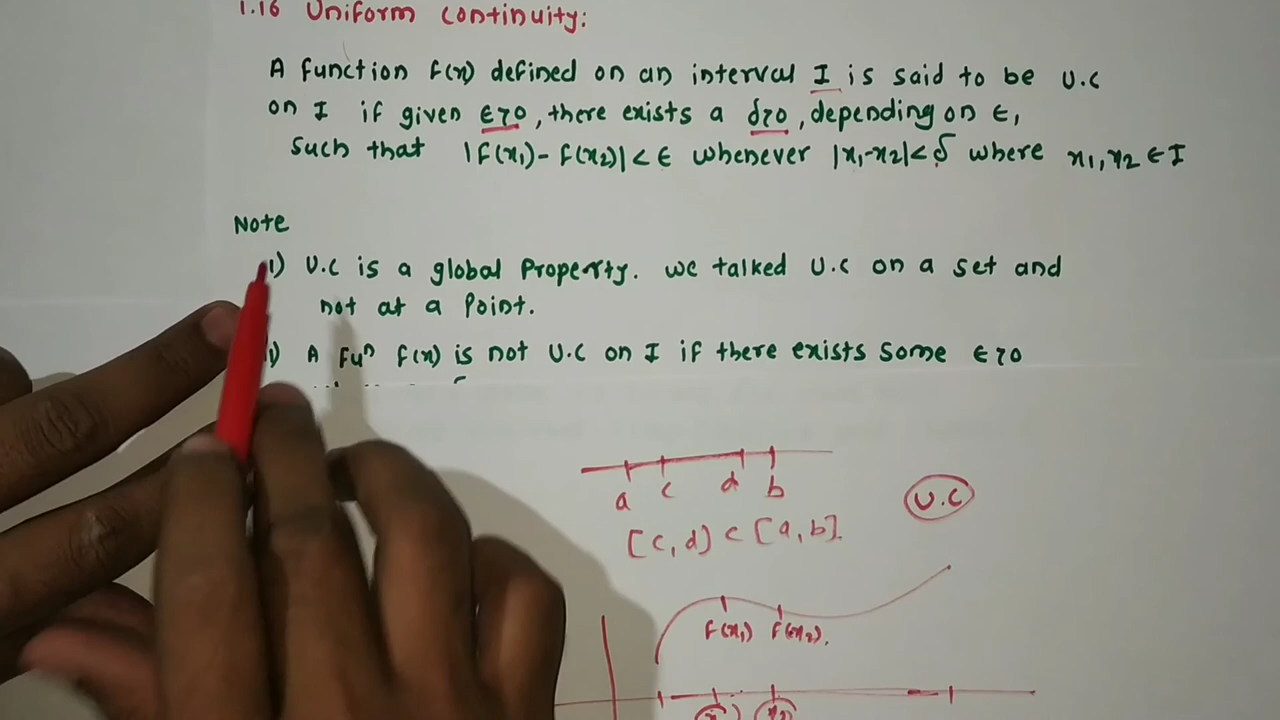 1.16 Uniform continuity:
A function f(x) defined on an interval I is said to be U.C
on I if given ε>0, there exists a δ>0, depending on ε,
such that |f(x1)-f(x2)|<ε whenever |x1-x2|<δ where x1,x2 ∈ I
Note
i) U.C is a global Property. we talked U.C on a set and
not at a Point.
A Fuⁿ f(x) is not U.C on I if there exists some ε>0
a c d b
[c,d] ⊂ [a,b].
U.C
f(x1) f(x2).
x1 x2